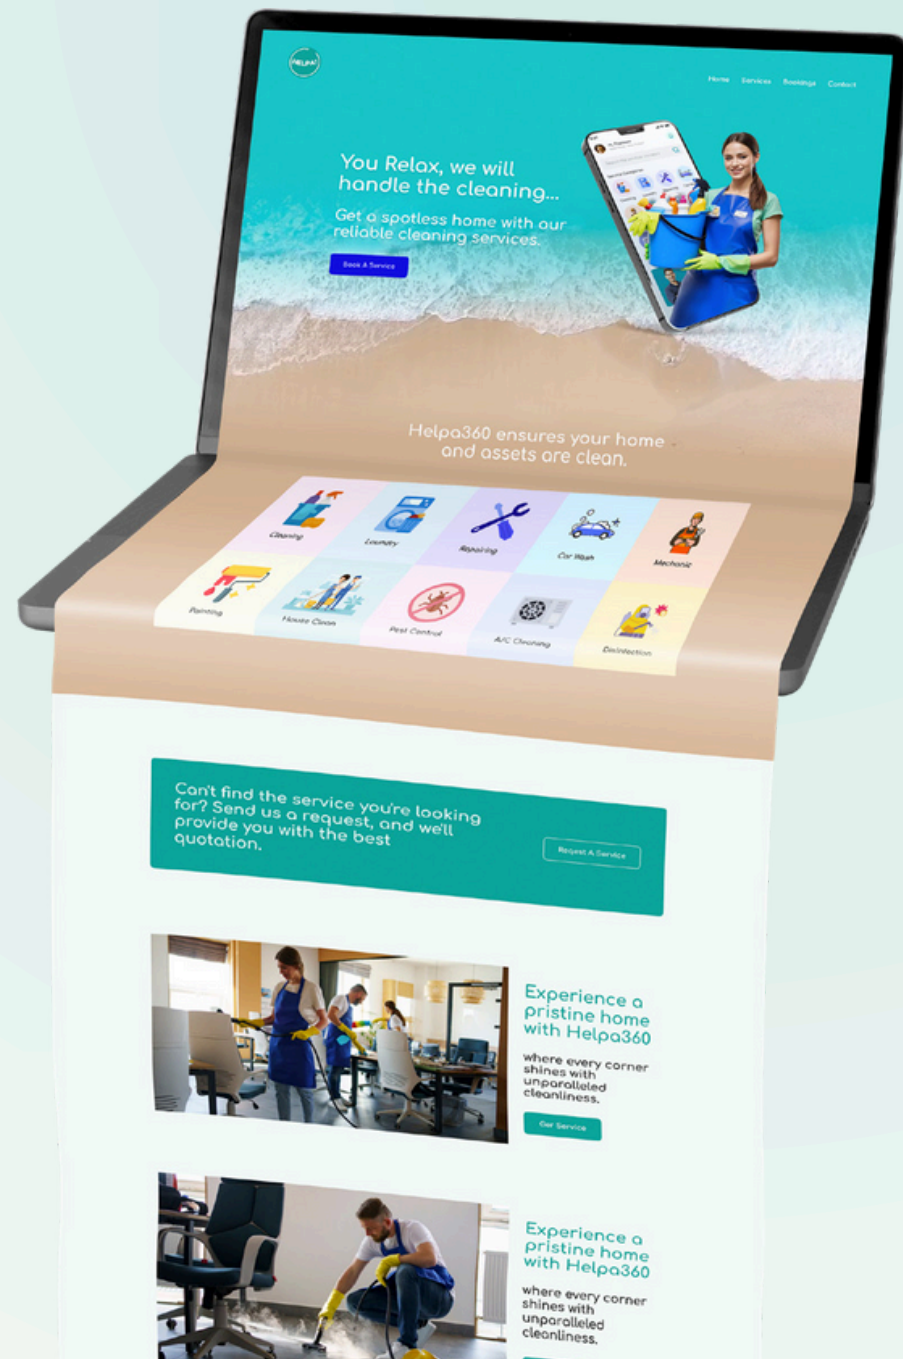 HELPA!
Home Services Bookings Contact
You Relax, we will
handle the cleaning...
Get a spotless home with our
reliable cleaning services.
Book A Service
Helpa360 ensures your home
and assets are clean.
Cleaning Laundry Repairing Car Wash Mechanic
Painting House Clean Pest Control A/C Cleaning Disinfection
Can't find the service you're looking
for? Send us a request, and we'll
provide you with the best
quotation.
Request A Service
Experience a
pristine home
with Helpa360
where every corner
shines with
unparalleled
cleanliness.
Our Service
Experience a
pristine home
with Helpa360
where every corner
shines with
unparalleled
cleanliness.